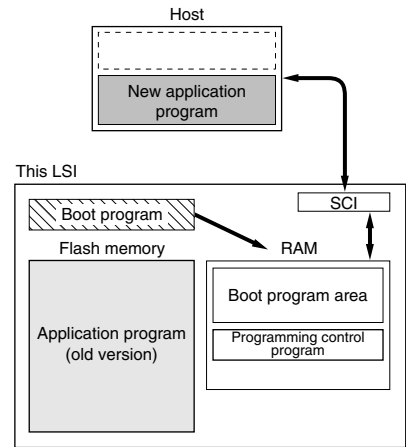 Host
New application
program
This LSI
SCI
Boot program
Flash memory
RAM
Application program
(old version)
Boot program area
Programming control
program